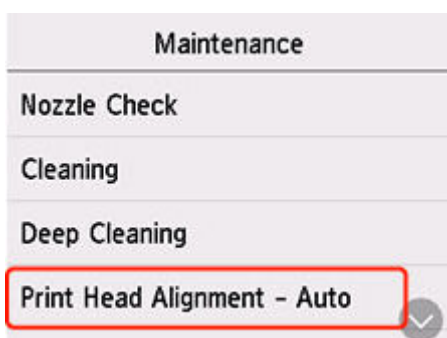 Maintenance
Nozzle Check
Cleaning
Deep Cleaning
Print Head Alignment - Auto